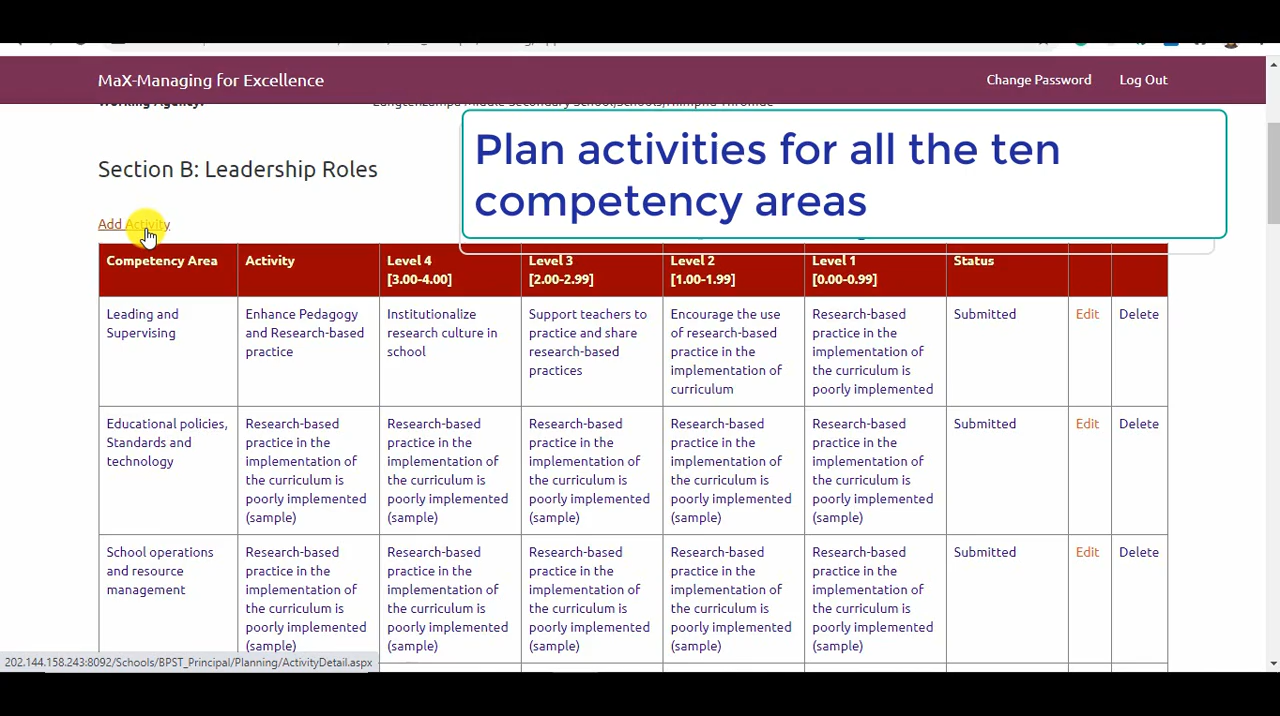 MaX-Managing for Excellence
Change Password
Log Out
Plan activities for all the ten
competency areas
Section B: Leadership Roles
Add Activity
Competency Area
Activity
Level 4
[3.00-4.00]
Level 3
[2.00-2.99]
Level 2
[1.00-1.99]
Level 1
[0.00-0.99]
Status
Leading and
Supervising
Enhance Pedagogy
and Research-based
practice
Institutionalize
research culture in
school
Support teachers to
practice and share
research-based
practices
Encourage the use
of research-based
practice in the
implementation of
curriculum
Research-based
practice in the
implementation of
the curriculum is
poorly implemented
Submitted
Edit
Delete
Educational policies,
Standards and
technology
Research-based
practice in the
implementation of
the curriculum is
poorly implemented
(sample)
Research-based
practice in the
implementation of
the curriculum is
poorly implemented
(sample)
Research-based
practice in the
implementation of
the curriculum is
poorly implemented
(sample)
Research-based
practice in the
implementation of
the curriculum is
poorly implemented
(sample)
Research-based
practice in the
implementation of
the curriculum is
poorly implemented
(sample)
Submitted
Edit
Delete
School operations
and resource
management
Research-based
practice in the
implementation of
the curriculum is
poorly implemented
(sample)
Research-based
practice in the
implementation of
the curriculum is
poorly implemented
(sample)
Research-based
practice in the
implementation of
the curriculum is
poorly implemented
(sample)
Research-based
practice in the
implementation of
the curriculum is
poorly implemented
(sample)
Research-based
practice in the
implementation of
the curriculum is
poorly implemented
(sample)
Submitted
Edit
Delete
202.144.158.243:8092/Schools/BPST_Principal/Planning/ActivityDetail.aspx